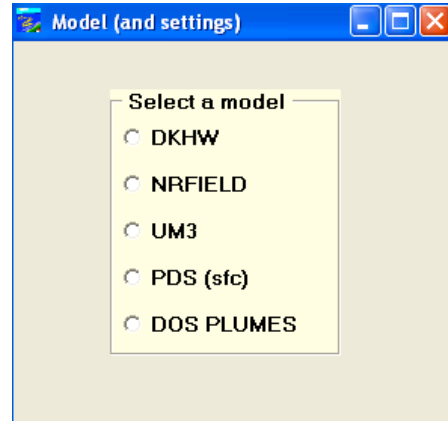 Model (and settings)
Select a model
DKHW
NRFIELD
UM3
PDS (sfc)
DOS PLUMES